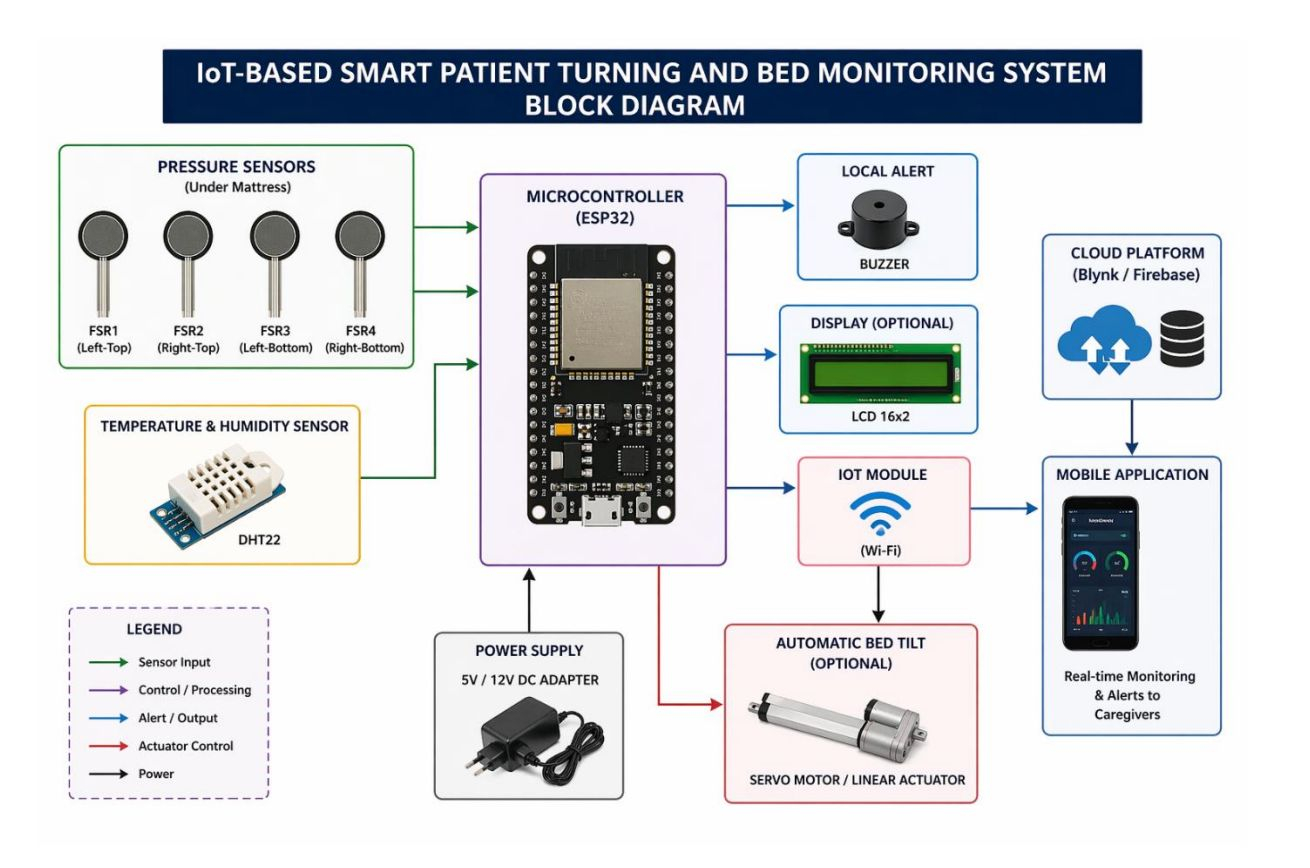 IoT-BASED SMART PATIENT TURNING AND BED MONITORING SYSTEM
BLOCK DIAGRAM
PRESSURE SENSORS
(Under Mattress)
FSR1
(Left-Top)
FSR2
(Right-Top)
FSR3
(Left-Bottom)
FSR4
(Right-Bottom)
TEMPERATURE & HUMIDITY SENSOR
DHT22
MICROCONTROLLER
(ESP32)
LOCAL ALERT
BUZZER
DISPLAY (OPTIONAL)
LCD 16x2
IOT MODULE
(Wi-Fi)
CLOUD PLATFORM
(Blynk / Firebase)
MOBILE APPLICATION
Real-time Monitoring
& Alerts to
Caregivers
POWER SUPPLY
5V / 12V DC ADAPTER
AUTOMATIC BED TILT
(OPTIONAL)
SERVO MOTOR / LINEAR ACTUATOR
LEGEND
Sensor Input
Control / Processing
Alert / Output
Actuator Control
Power